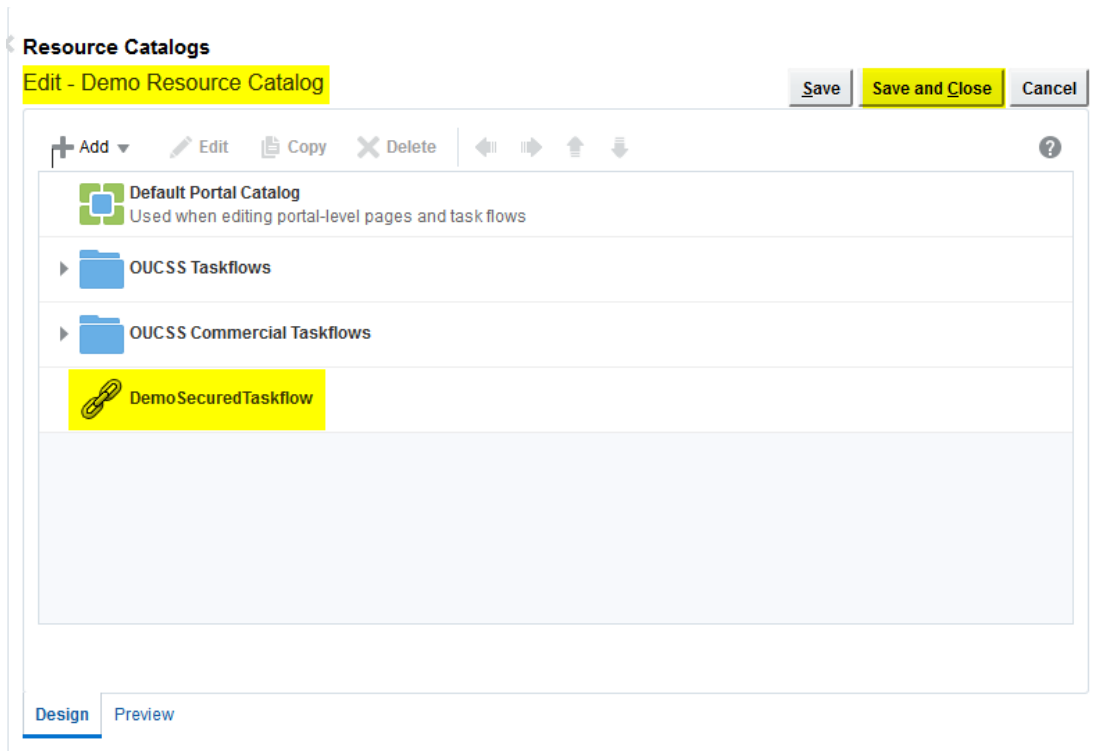 Resource Catalogs
Edit - Demo Resource Catalog
Save Save and Close Cancel
Add Edit Copy Delete
Default Portal Catalog
Used when editing portal-level pages and task flows
OUCSS Taskflows
OUCSS Commercial Taskflows
DemoSecuredTaskflow
Design Preview